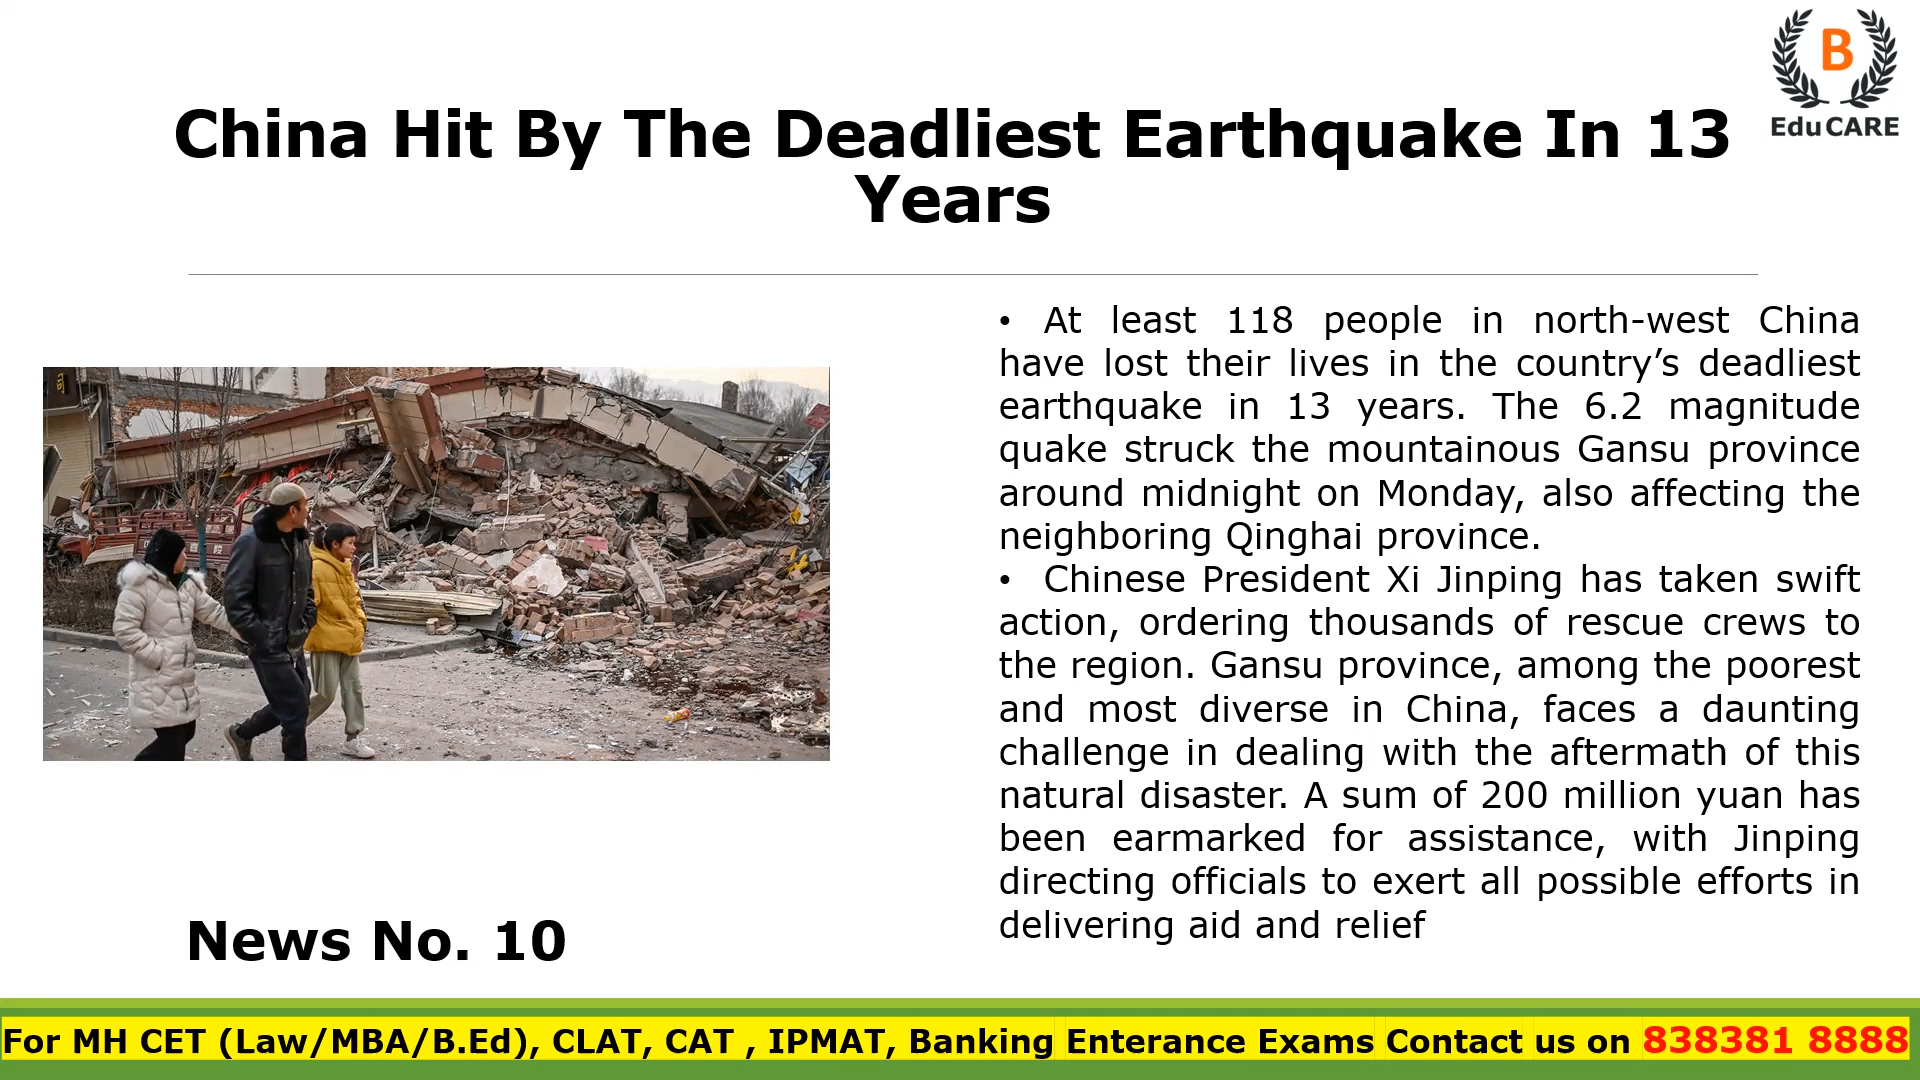 B
EduCARE
China Hit By The Deadliest Earthquake In 13
Years
• At least 118 people in north-west China
have lost their lives in the country’s deadliest
earthquake in 13 years. The 6.2 magnitude
quake struck the mountainous Gansu province
around midnight on Monday, also affecting the
neighboring Qinghai province.
• Chinese President Xi Jinping has taken swift
action, ordering thousands of rescue crews to
the region. Gansu province, among the poorest
and most diverse in China, faces a daunting
challenge in dealing with the aftermath of this
natural disaster. A sum of 200 million yuan has
been earmarked for assistance, with Jinping
directing officials to exert all possible efforts in
delivering aid and relief
News No. 10
For MH CET (Law/MBA/B.Ed), CLAT, CAT , IPMAT, Banking Enterance Exams Contact us on 838381 8888